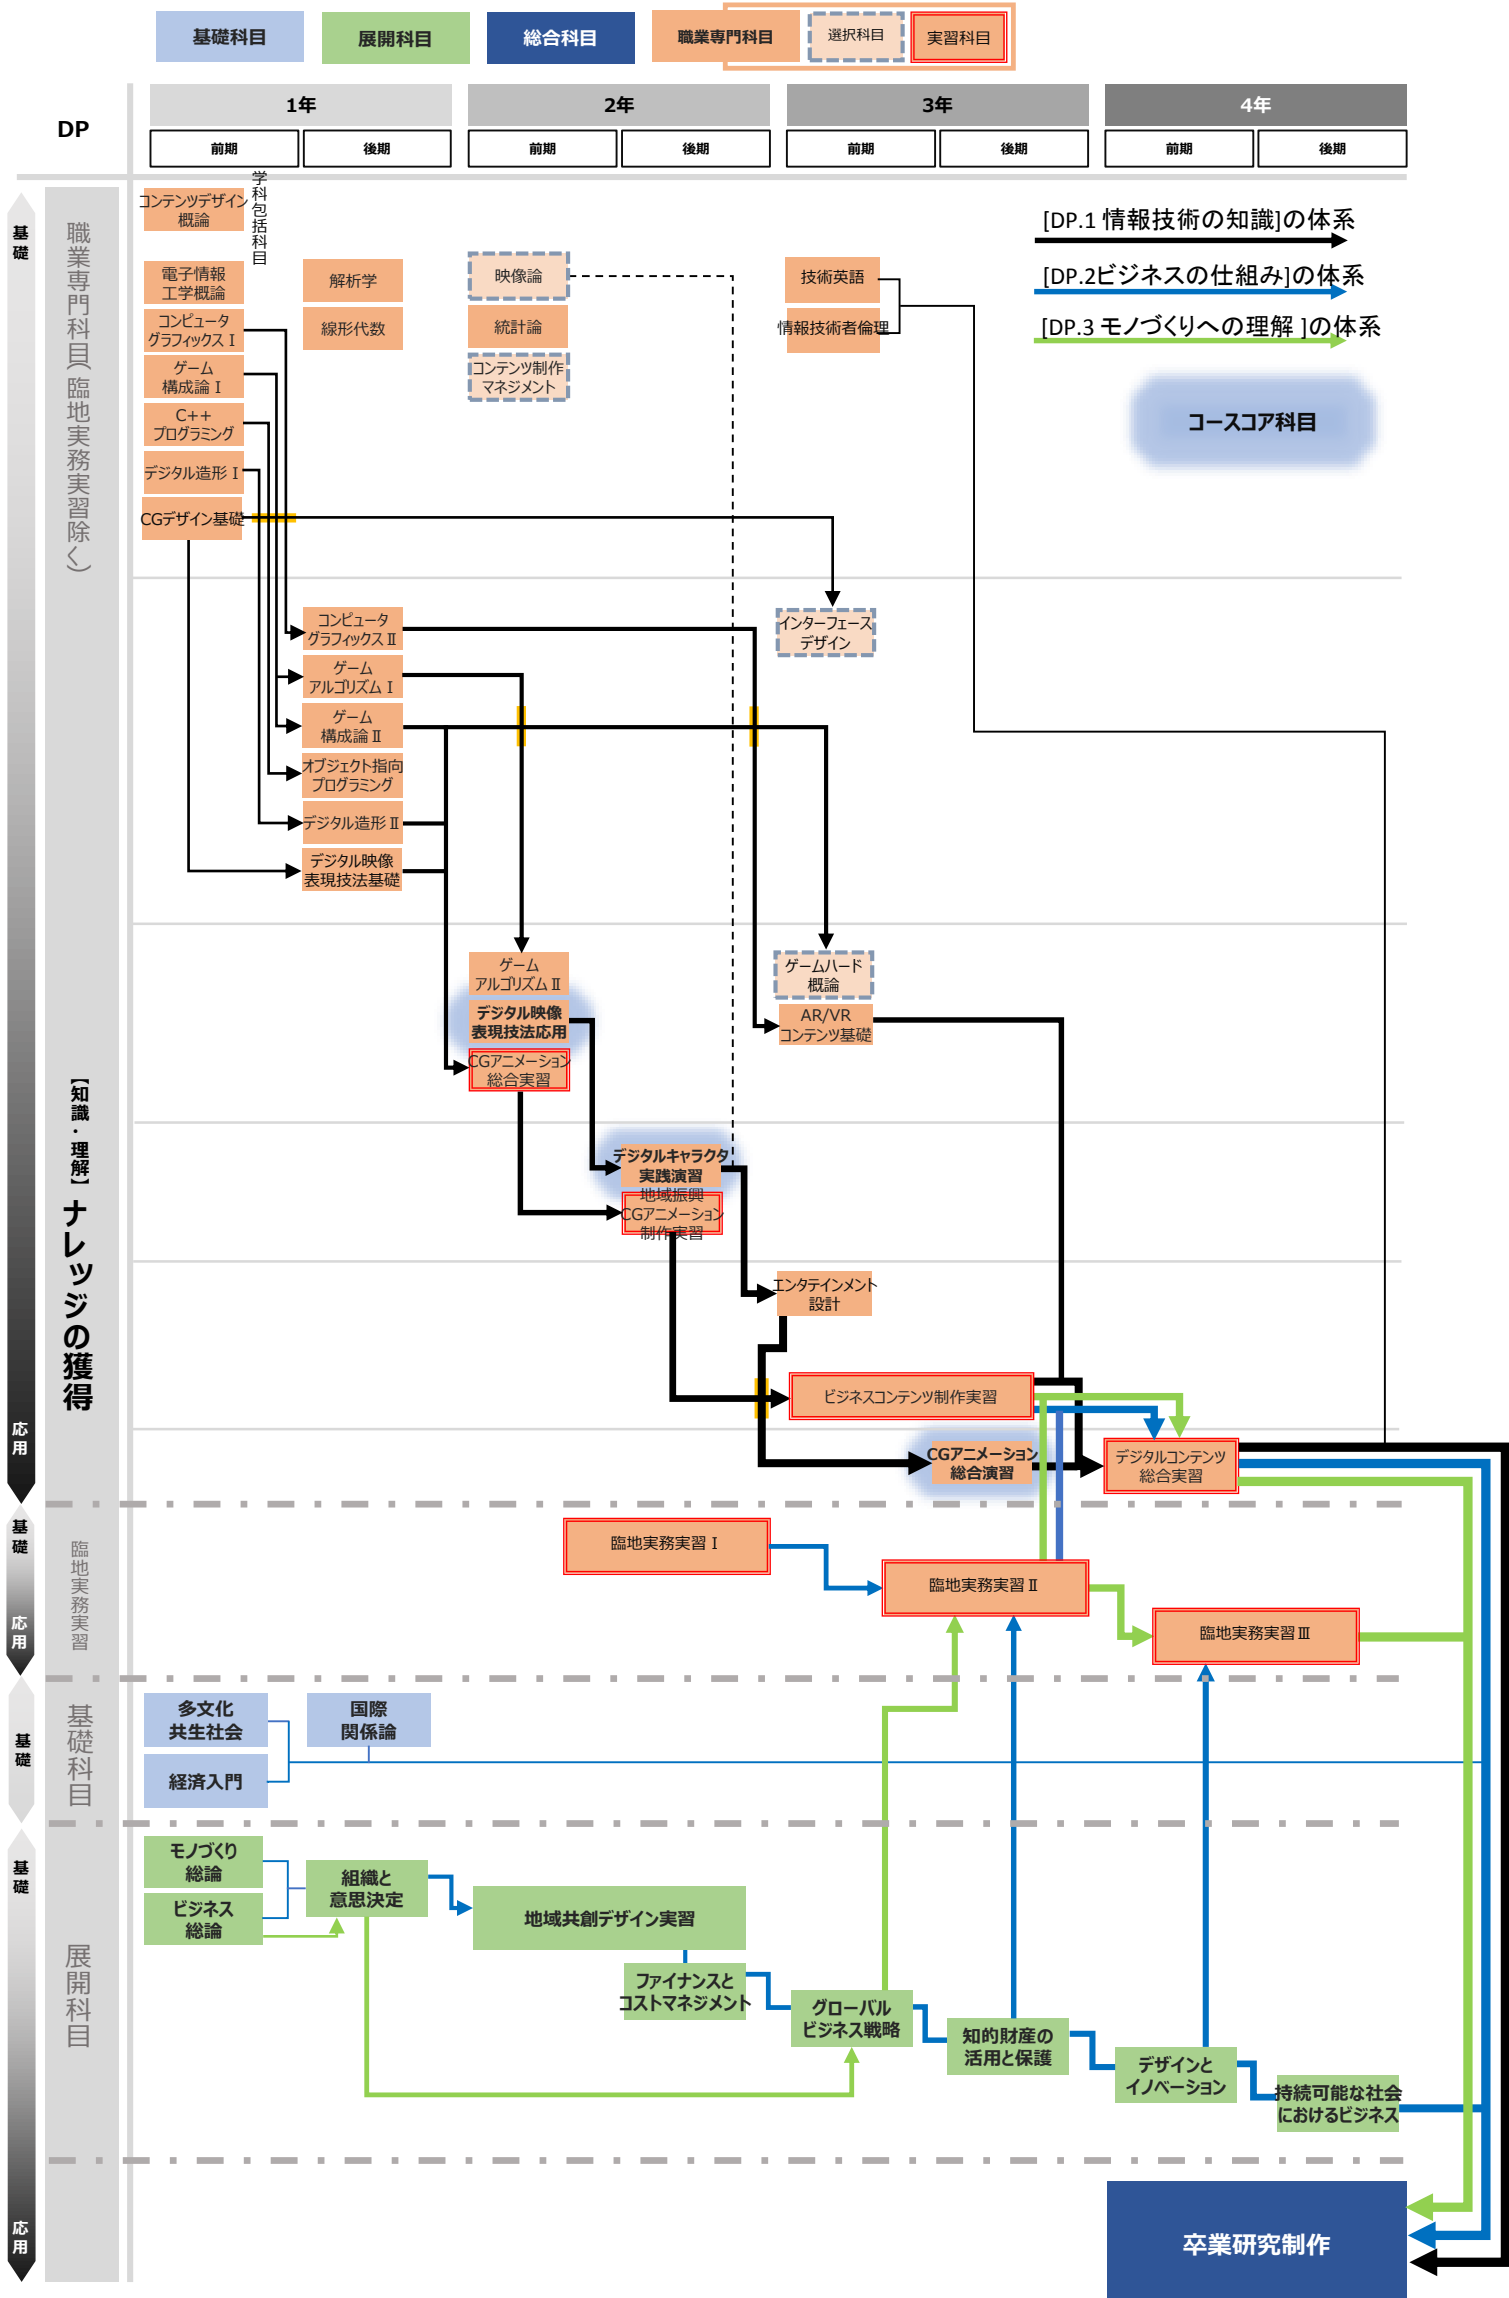 基礎科目
展開科目
総合科目
職業専門科目
選択科目
実習科目
DP
1年
2年
3年
4年
前期
後期
前期
後期
前期
後期
前期
後期
基礎
職業専門科目(臨地実務実習除く)
コンテンツデザイン
概論
学科包括科目
[DP.1 情報技術の知識]の体系
[DP.2ビジネスの仕組み]の体系
[DP.3 モノづくりへの理解 ]の体系
コースコア科目
電子情報
工学概論
解析学
映像論
技術英語
コンピュータ
グラフィックス I
線形代数
統計論
情報技術者倫理
ゲーム
構成論 I
コンテンツ制作
マネジメント
C++
プログラミング
デジタル造形 I
CGデザイン基礎
コンピュータ
グラフィックス II
インターフェース
デザイン
ゲーム
アルゴリズム I
ゲーム
構成論 II
オブジェクト指向
プログラミング
デジタル造形 II
デジタル映像
表現技法基礎
ゲーム
アルゴリズム II
ゲームハード
概論
デジタル映像
表現技法応用
AR/VR
コンテンツ基礎
CGアニメーション
総合実習
【知識・理解】ナレッジの獲得
デジタルキャラクタ
実践演習
地域振興
CGアニメーション
制作実習
エンタテインメント
設計
ビジネスコンテンツ制作実習
CGアニメーション
総合演習
デジタルコンテンツ
総合実習
応用
基礎
臨地実務実習
臨地実務実習 I
臨地実務実習 II
臨地実務実習 III
応用
基礎
基礎科目
多文化
共生社会
国際
関係論
経済入門
基礎
展開科目
モノづくり
総論
組織と
意思決定
ビジネス
総論
地域共創デザイン実習
ファイナンスと
コストマネジメント
グローバル
ビジネス戦略
知的財産の
活用と保護
デザインと
イノベーション
持続可能な社会
におけるビジネス
応用
卒業研究制作